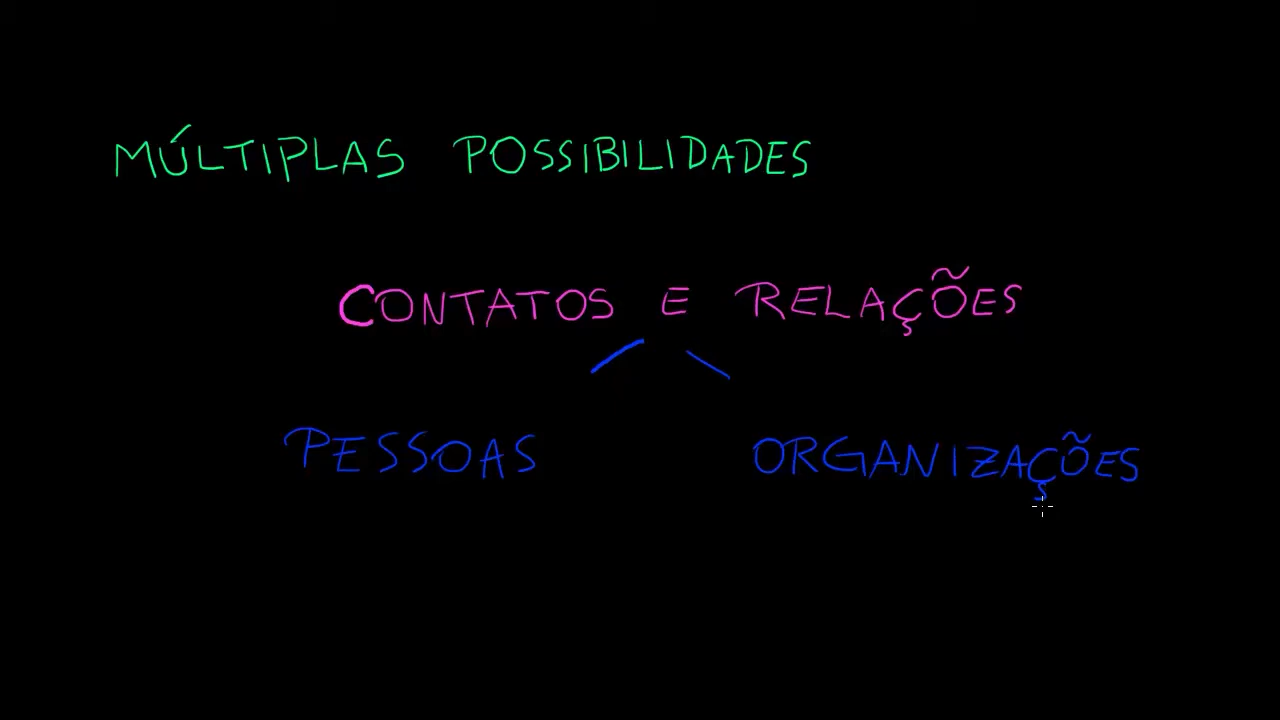 MÚLTIPLAS POSSIBILIDADES
CONTATOS E RELAÇÕES
PESSOAS ORGANIZAÇÕES